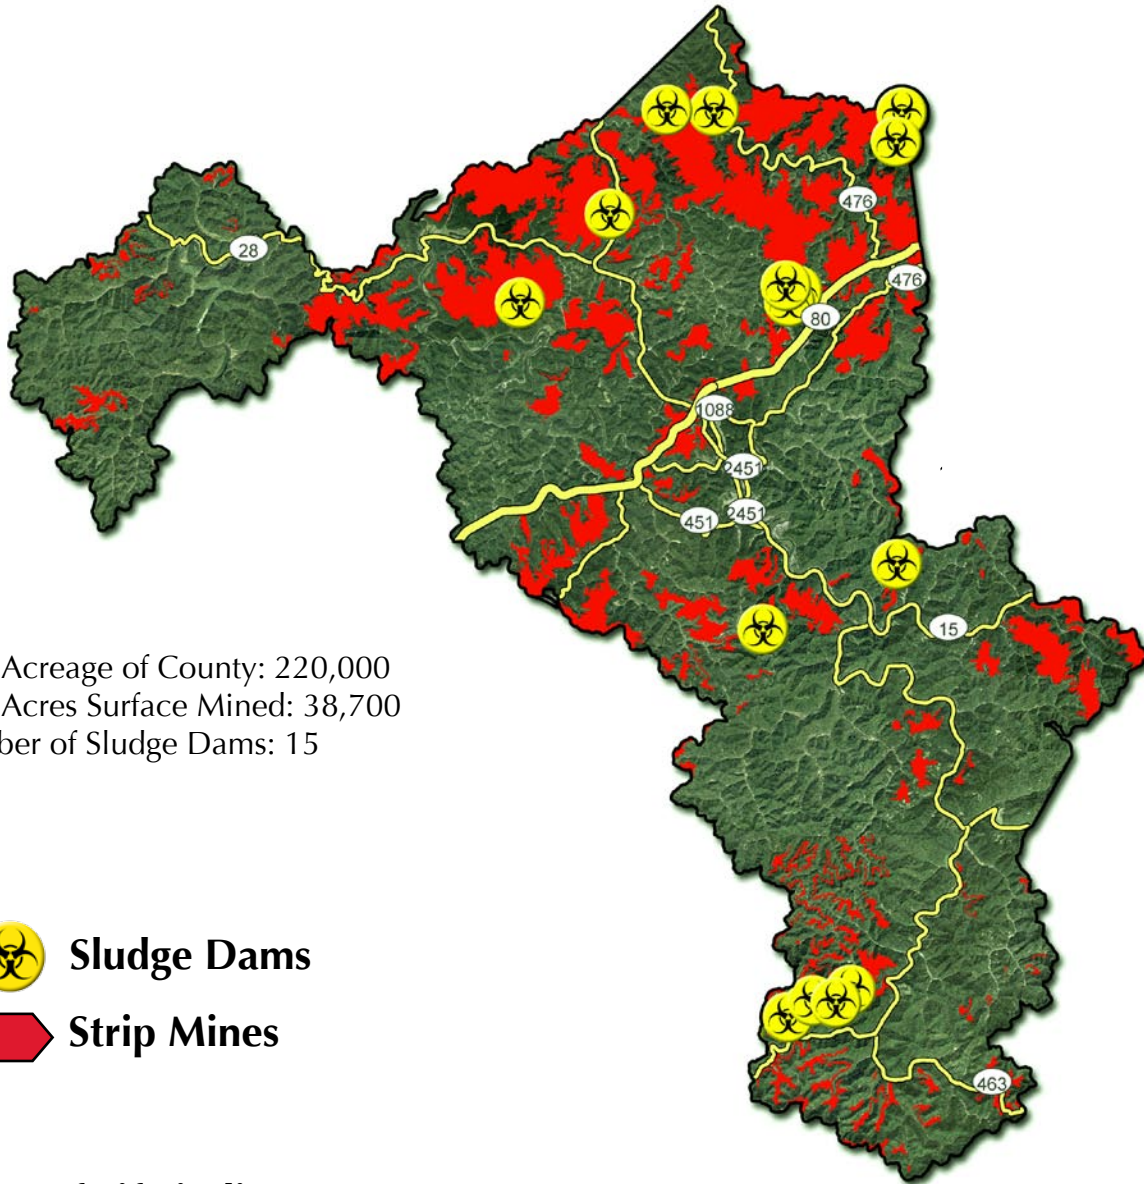 476
28
476
80
1088
2451
451
2451
15
Acreage of County: 220,000
Acres Surface Mined: 38,700
ber of Sludge Dams: 15
Sludge Dams
Strip Mines
463